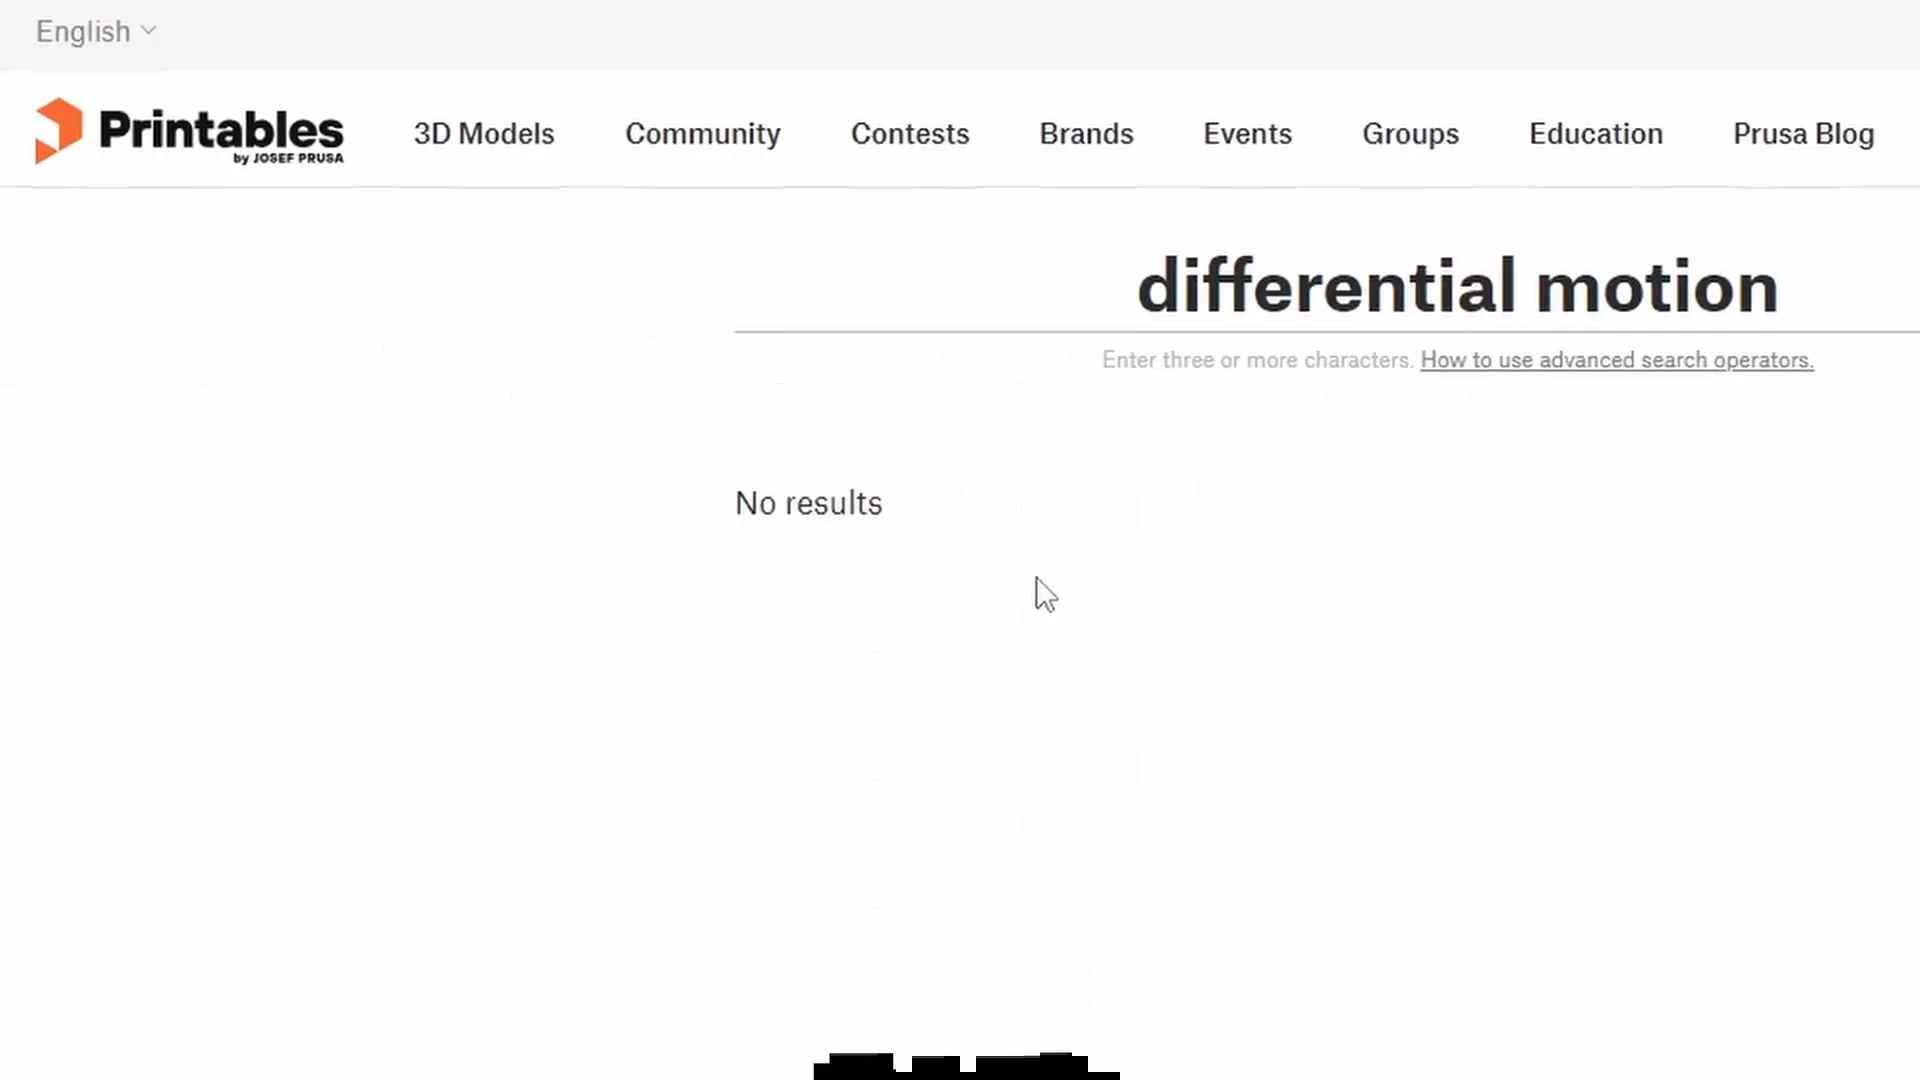 English
Printables
by JOSEF PRUSA
3D Models Community Contests Brands Events Groups Education Prusa Blog
differential motion
Enter three or more characters. How to use advanced search operators.
No results